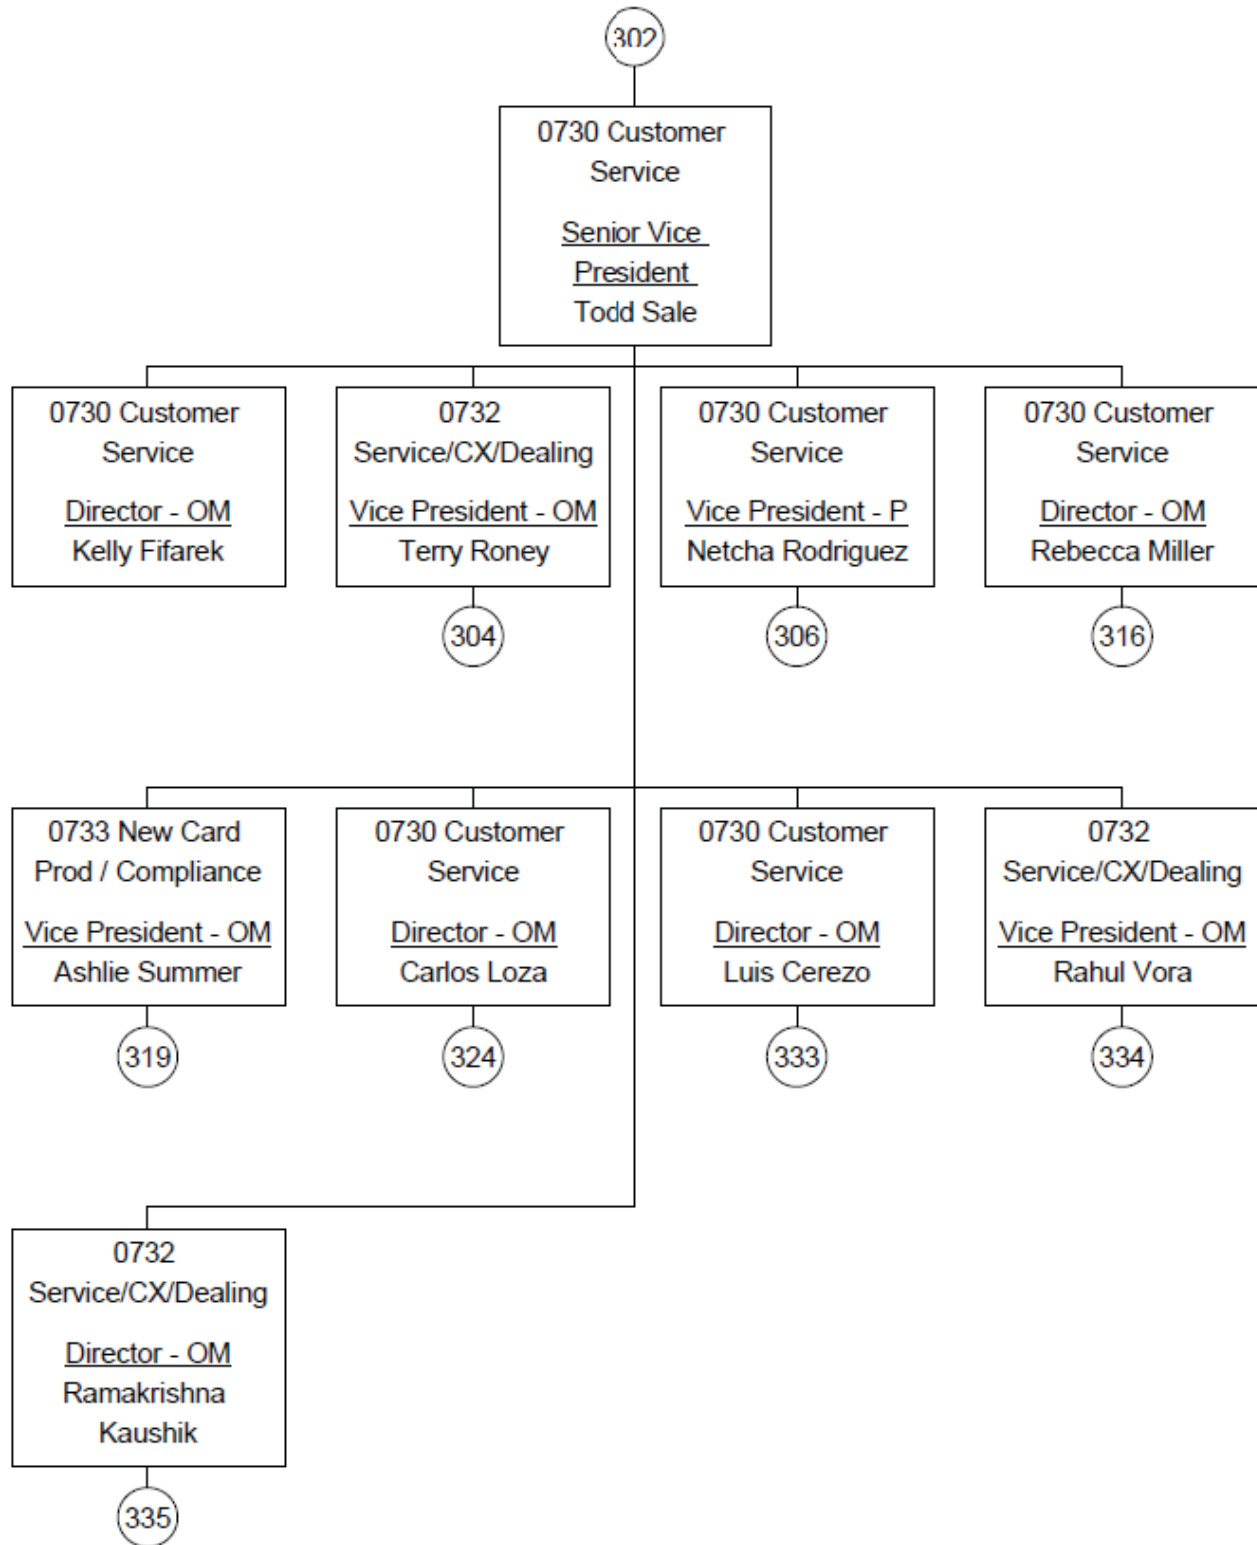 302
0730 Customer
Service
Senior Vice
President
Todd Sale
0730 Customer
Service
Director - OM
Kelly Fifarek
0732
Service/CX/Dealing
Vice President - OM
Terry Roney
304
0730 Customer
Service
Vice President - P
Netcha Rodriguez
306
0730 Customer
Service
Director - OM
Rebecca Miller
316
0733 New Card
Prod / Compliance
Vice President - OM
Ashlie Summer
319
0730 Customer
Service
Director - OM
Carlos Loza
324
0730 Customer
Service
Director - OM
Luis Cerezo
333
0732
Service/CX/Dealing
Vice President - OM
Rahul Vora
334
0732
Service/CX/Dealing
Director - OM
Ramakrishna
Kaushik
335